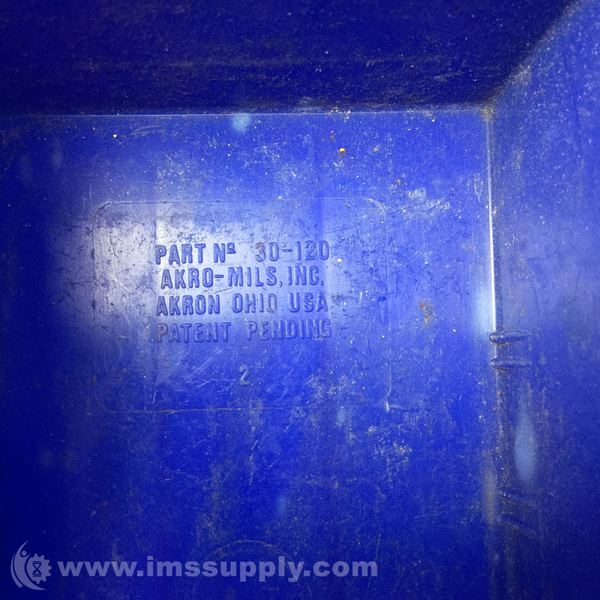 PART Nº 30-120
AKRO-MILS, INC.
AKRON OHIO USA
PATENT PENDING
2
www.imssupply.com